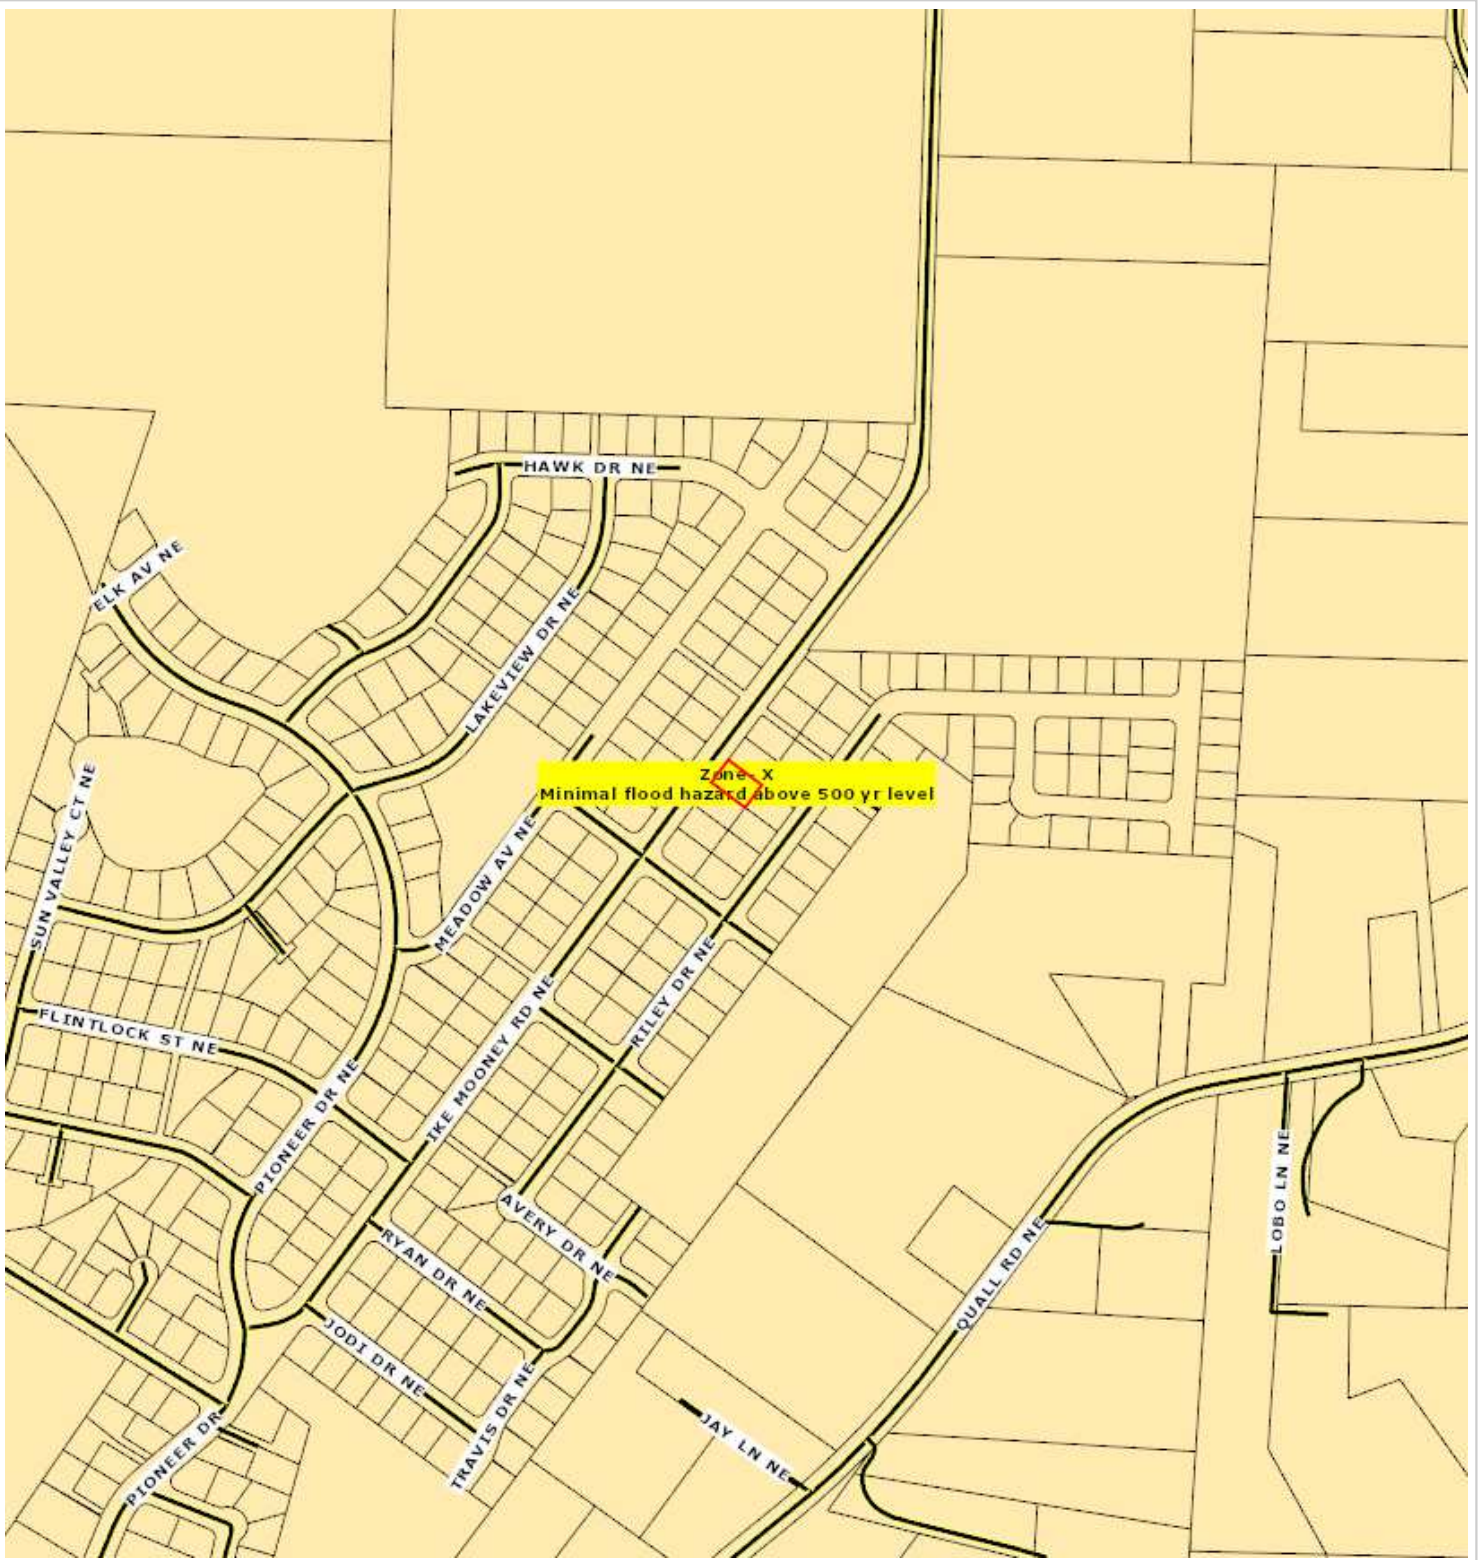 HAWK DR NE
ELK AV NE
LAKEVIEW DR NE
Zone- X
Minimal flood hazard above 500 yr level
SUN VALLEY CT NE
MEADOW AV NE
RILEY DR NE
IKE MOONEY RD NE
FLINTLOCK ST NE
PIONEER DR NE
AVERY DR NE
RYAN DR NE
JODI DR NE
TRAVIS DR NE
PIONEER DR
JAY LN NE
QUALL RD NE
LOBO LN NE